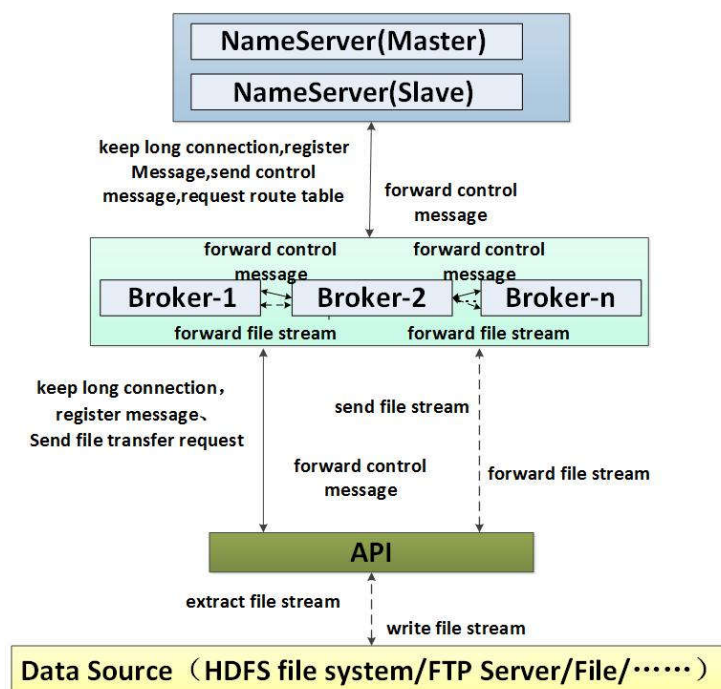 NameServer(Master)
NameServer(Slave)
keep long connection,register
Message,send control
message,request route table
forward control
message
forward control
message
forward control
message
Broker-1
Broker-2
Broker-n
forward file stream
forward file stream
keep long connection，
register message、
Send file transfer request
send file stream
forward control
message
forward file stream
API
extract file stream
write file stream
Data Source（HDFS file system/FTP Server/File/……）